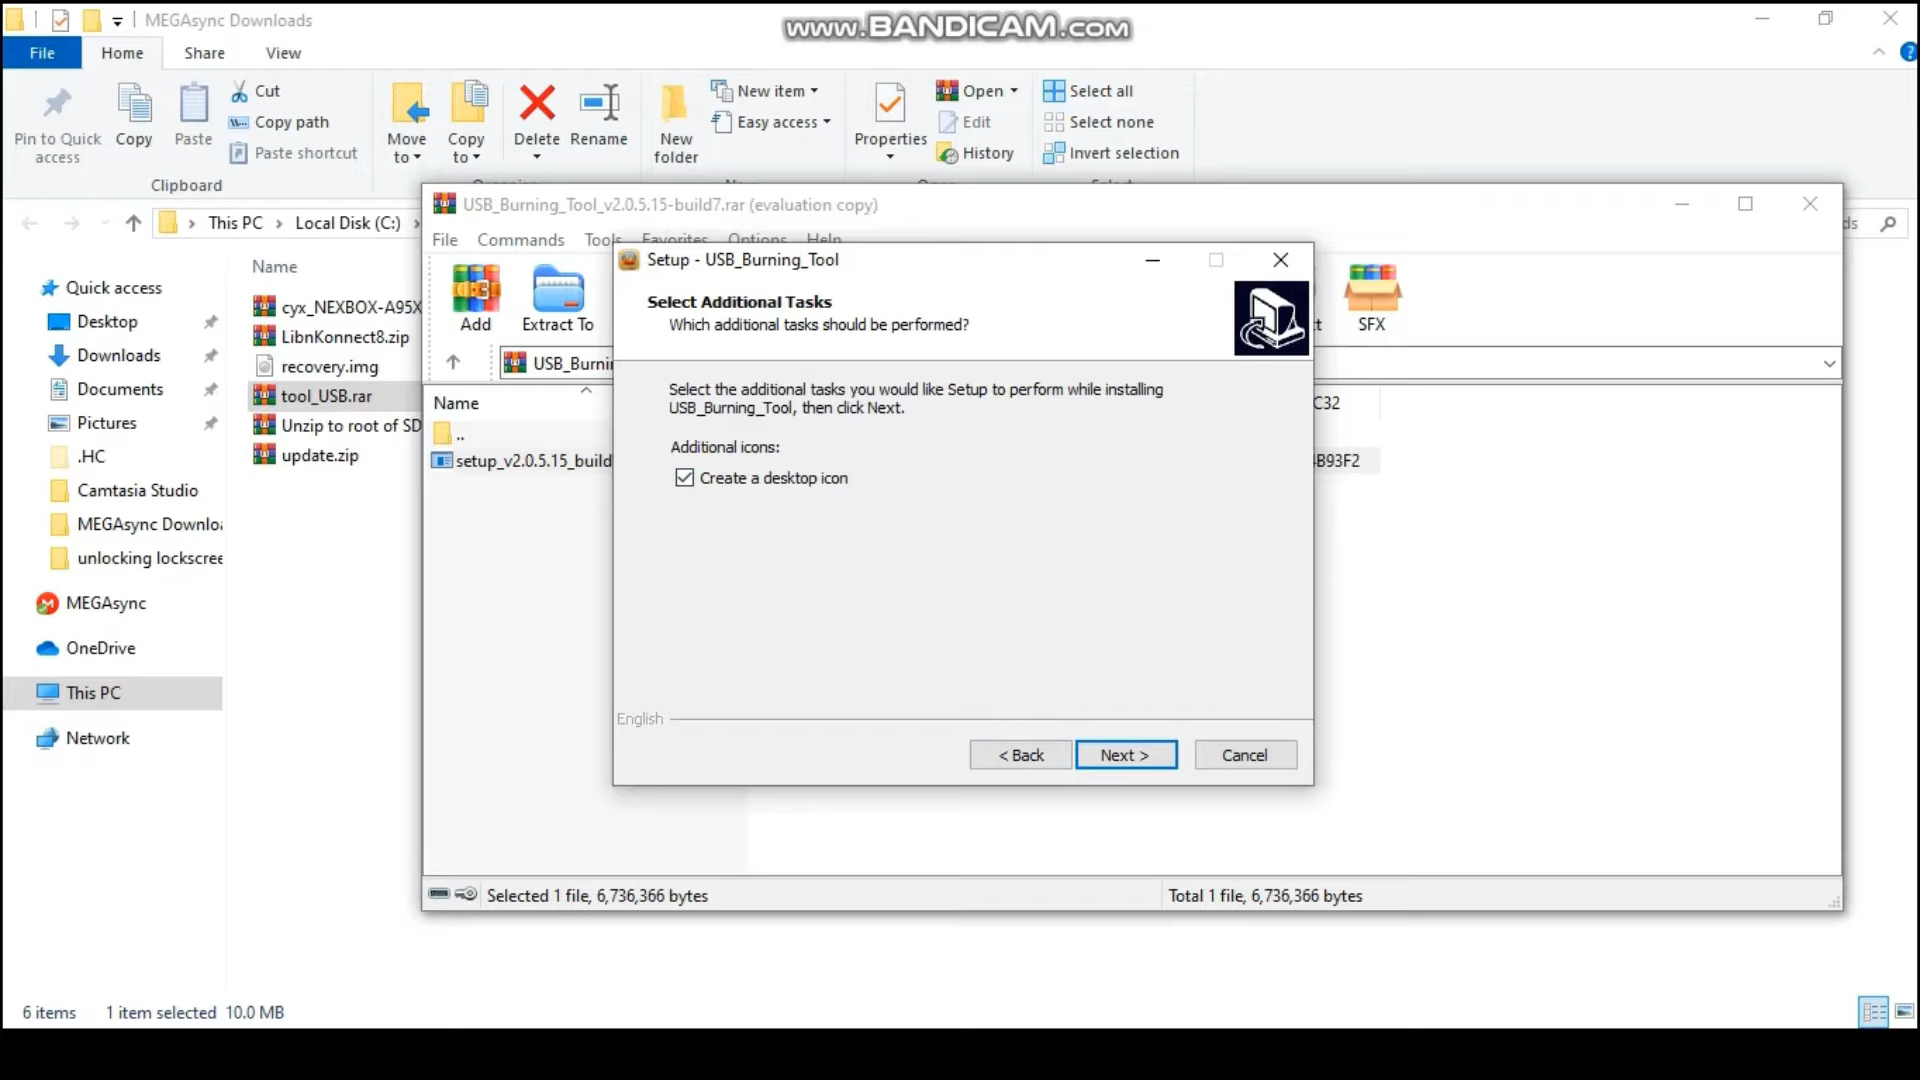 MEGAsync Downloads
www.BANDICAM.com
File
Home
Share
View
Pin to Quick access
Copy
Paste
Cut
Copy path
Paste shortcut
Clipboard
Move to
Copy to
Delete
Rename
New folder
New item
Easy access
Properties
Open
Edit
History
Select all
Select none
Invert selection
This PC
Local Disk (C:)
Name
Quick access
Desktop
Downloads
Documents
Pictures
.HC
Camtasia Studio
MEGAsync Downloa
unlocking lockscree
MEGAsync
OneDrive
This PC
Network
cyx_NEXBOX-A95X
LibnKonnect8.zip
recovery.img
tool_USB.rar
Unzip to root of SD
update.zip
USB_Burning_Tool_v2.0.5.15-build7.rar (evaluation copy)
File
Commands
Tools
Favorites
Options
Help
Add
Extract To
SFX
USB_Burnin
Name
C32
..
setup_v2.0.5.15_build
4B93F2
Setup - USB_Burning_Tool
Select Additional Tasks
Which additional tasks should be performed?
Select the additional tasks you would like Setup to perform while installing
USB_Burning_Tool, then click Next.
Additional icons:
Create a desktop icon
English
< Back
Next >
Cancel
Selected 1 file, 6,736,366 bytes
Total 1 file, 6,736,366 bytes
6 items
1 item selected 10.0 MB